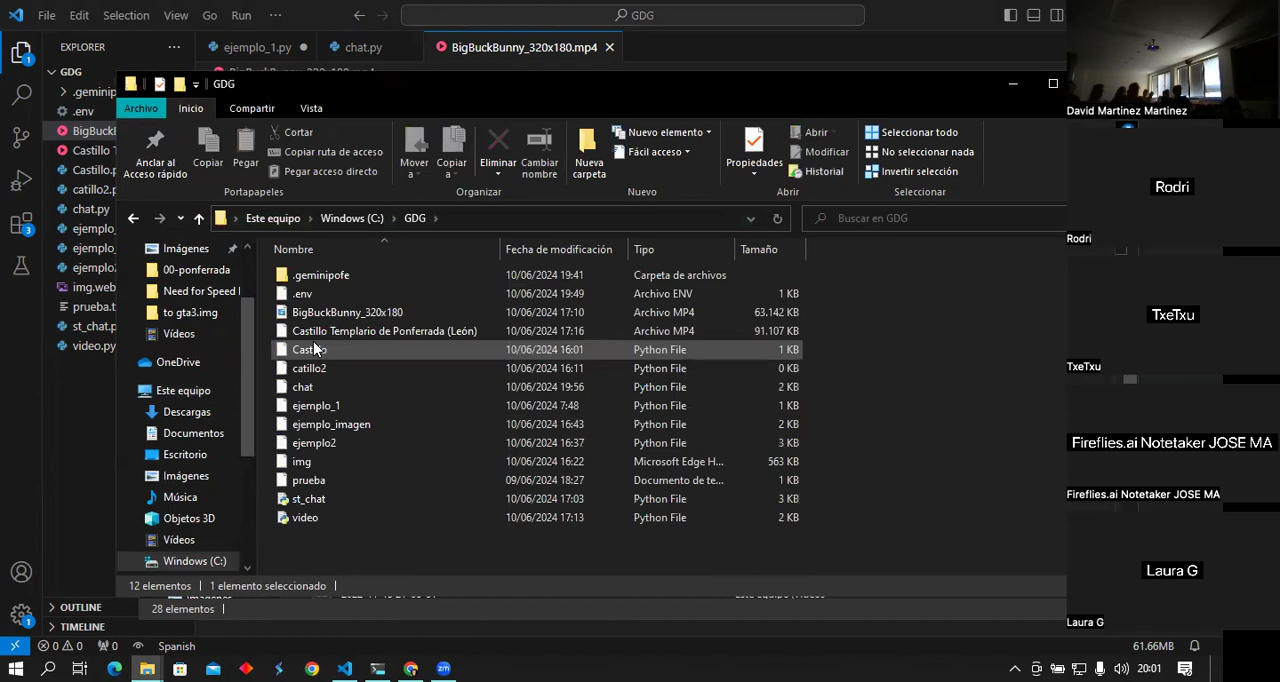 File Edit Selection View Go Run ··· GDG
EXPLORER ···
ejemplo_1.py chat.py BigBuckBunny_320x180.mp4
GDG
.geminip
.env
BigBuckB
Castillo T
Castillo.p
catillo2.p
chat.py
ejemplo_
ejemplo_
ejemplo2
img.web
prueba.t
st_chat.p
video.py
OUTLINE
TIMELINE
GDG
Archivo Inicio Compartir Vista
Anclar al Acceso rápido
Copiar
Pegar
Cortar
Copiar ruta de acceso
Pegar acceso directo
Portapapeles
Mover a
Copiar a
Eliminar
Cambiar nombre
Organizar
Nueva carpeta
Nuevo elemento
Fácil acceso
Nuevo
Propiedades
Abrir
Modificar
Historial
Abrir
Seleccionar todo
No seleccionar nada
Invertir selección
Seleccionar
Este equipo Windows (C:) GDG
Buscar en GDG
Imágenes
00-ponferrada
Need for Speed I
to gta3.img
Vídeos
OneDrive
Este equipo
Descargas
Documentos
Escritorio
Imágenes
Música
Objetos 3D
Vídeos
Windows (C:)
Nombre Fecha de modificación Tipo Tamaño
.geminipofe 10/06/2024 19:41 Carpeta de archivos
.env 10/06/2024 19:49 Archivo ENV 1 KB
BigBuckBunny_320x180 10/06/2024 17:10 Archivo MP4 63.142 KB
Castillo Templario de Ponferrada (León) 10/06/2024 17:16 Archivo MP4 91.107 KB
10/06/2024 16:01 Python File 1 KB
catillo2 10/06/2024 16:11 Python File 0 KB
chat 10/06/2024 19:56 Python File 2 KB
ejemplo_1 10/06/2024 7:48 Python File 1 KB
ejemplo_imagen 10/06/2024 16:43 Python File 2 KB
ejemplo2 10/06/2024 16:37 Python File 3 KB
img 10/06/2024 16:22 Microsoft Edge H... 563 KB
prueba 09/06/2024 18:27 Documento de te... 1 KB
st_chat 10/06/2024 17:03 Python File 3 KB
video 10/06/2024 17:13 Python File 2 KB
12 elementos 1 elemento seleccionado
28 elementos
0 0 0 Spanish 61.66MB
20:01
David Martinez Martinez
Rodri
Rodri
TxeTxu
TxeTxu
Fireflies.ai Notetaker JOSE MA
Fireflies.ai Notetaker JOSE MA
Laura G
Laura G